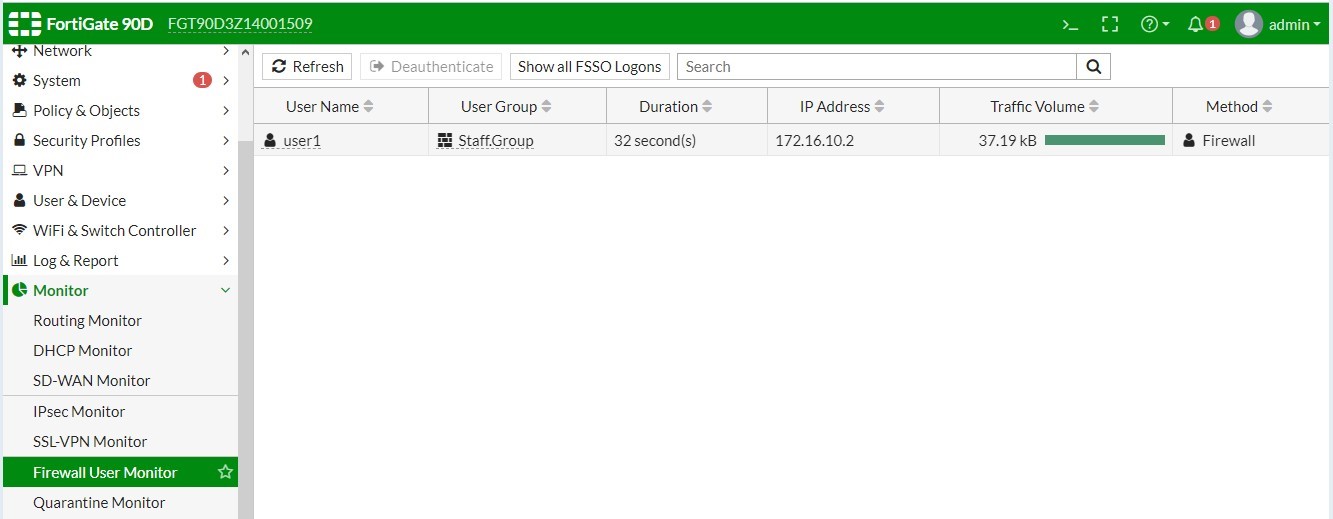 FortiGate 90D FGT90D3Z14001509 >_ 1 admin
Network
System 1
Policy & Objects
Security Profiles
VPN
User & Device
WiFi & Switch Controller
Log & Report
Monitor
Routing Monitor
DHCP Monitor
SD-WAN Monitor
IPsec Monitor
SSL-VPN Monitor
Firewall User Monitor
Quarantine Monitor
Refresh Deauthenticate Show all FSSO Logons Search
User Name User Group Duration IP Address Traffic Volume Method
user1 Staff.Group 32 second(s) 172.16.10.2 37.19 kB Firewall